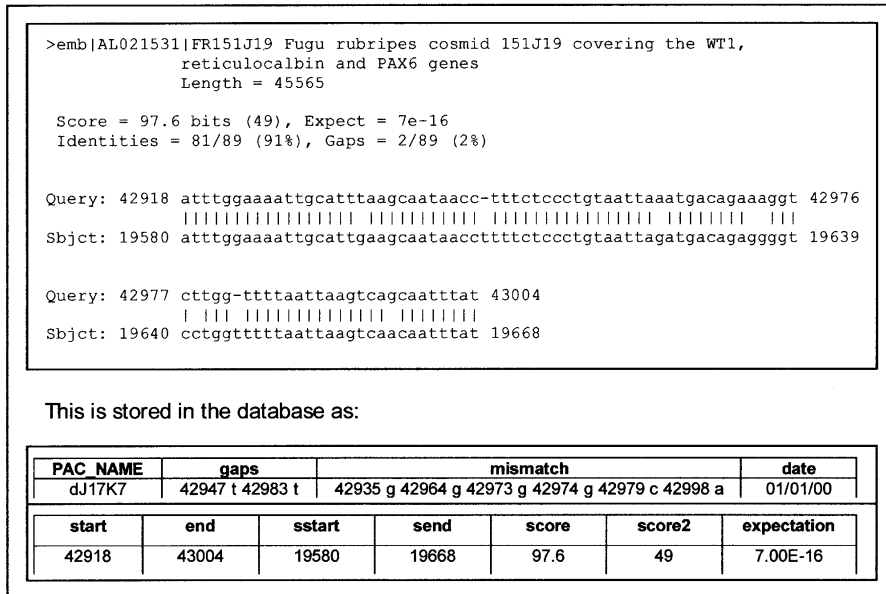 >emb|AL021531|FR151J19 Fugu rubripes cosmid 151J19 covering the WT1,
reticulocalbin and PAX6 genes
Length = 45565
Score = 97.6 bits (49), Expect = 7e-16
Identities = 81/89 (91%), Gaps = 2/89 (2%)
Query: 42918 atttggaaaattgcatttaagcaataacc-tttctccctgtaattaaatgacagaaaggt 42976
||||||||||||||||| ||||||||||| |||||||||||||||| ||||||||  |||
Sbjct: 19580 atttggaaaattgcattgaagcaataaccttttctccctgtaattagatgacagaggggt 19639
Query: 42977 cttgg-ttttaattaagtcagcaatttat 43004
| ||| |||||||||||||| ||||||||
Sbjct: 19640 cctggtttttaattaagtcaacaatttat 19668
This is stored in the database as:
PAC_NAME gaps mismatch date
dJ17K7 42947 t 42983 t 42935 g 42964 g 42973 g 42974 g 42979 c 42998 a 01/01/00
start end sstart send score score2 expectation
42918 43004 19580 19668 97.6 49 7.00E-16